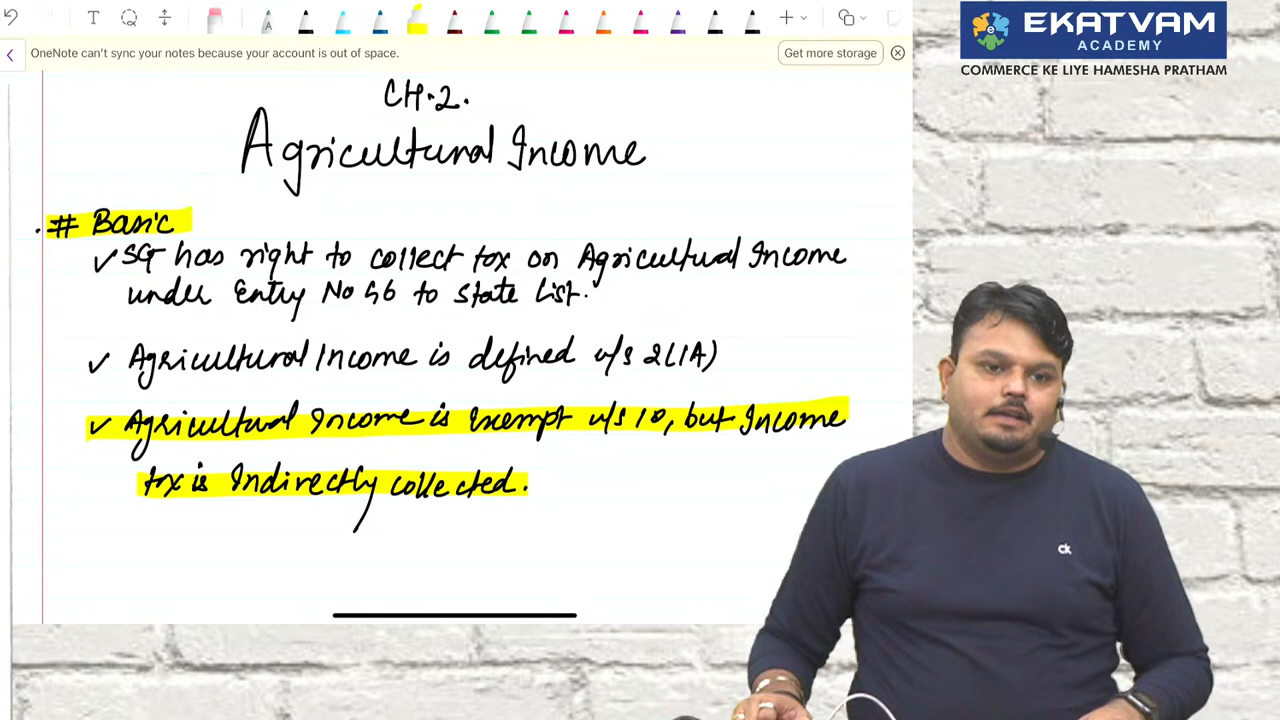 OneNote can't sync your notes because your account is out of space.
Get more storage
EKATVAM
ACADEMY
COMMERCE KE LIYE HAMESHA PRATHAM
CH.2.
Agricultural Income
# Basic
✓ SG has right to collect tax on Agricultural Income
under Entry No 46 to State List.
✓ Agricultural Income is defined u/s 2(1A)
✓ Agricultural Income is Exempt u/s 10, but Income
tax is Indirectly collected.
ck